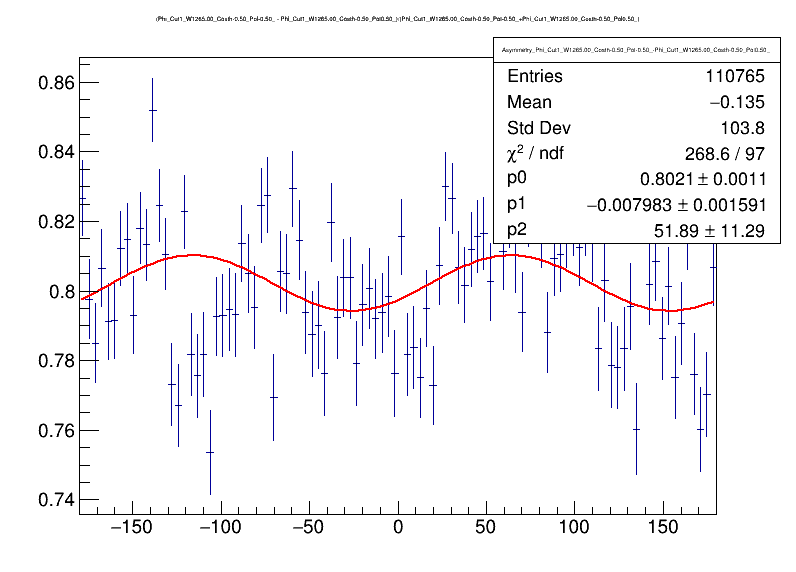 (Phi_Cut1_W1265.00_Costh-0.50_Pol-0.50_ - Phi_Cut1_W1265.00_Costh-0.50_Pol0.50_)/(Phi_Cut1_W1265.00_Costh-0.50_Pol-0.50_+Phi_Cut1_W1265.00_Costh-0.50_Pol0.50_)
Asymmetry_Phi_Cut1_W1265.00_Costh-0.50_Pol-0.50_-Phi_Cut1_W1265.00_Costh-0.50_Pol0.50_
Entries 110765
Mean −0.135
Std Dev 103.8
χ² / ndf 268.6 / 97
p0 0.8021 ± 0.0011
p1 −0.007983 ± 0.001591
p2 51.89 ± 11.29
0.86
0.84
0.82
0.8
0.78
0.76
0.74
−150 −100 −50 0 50 100 150